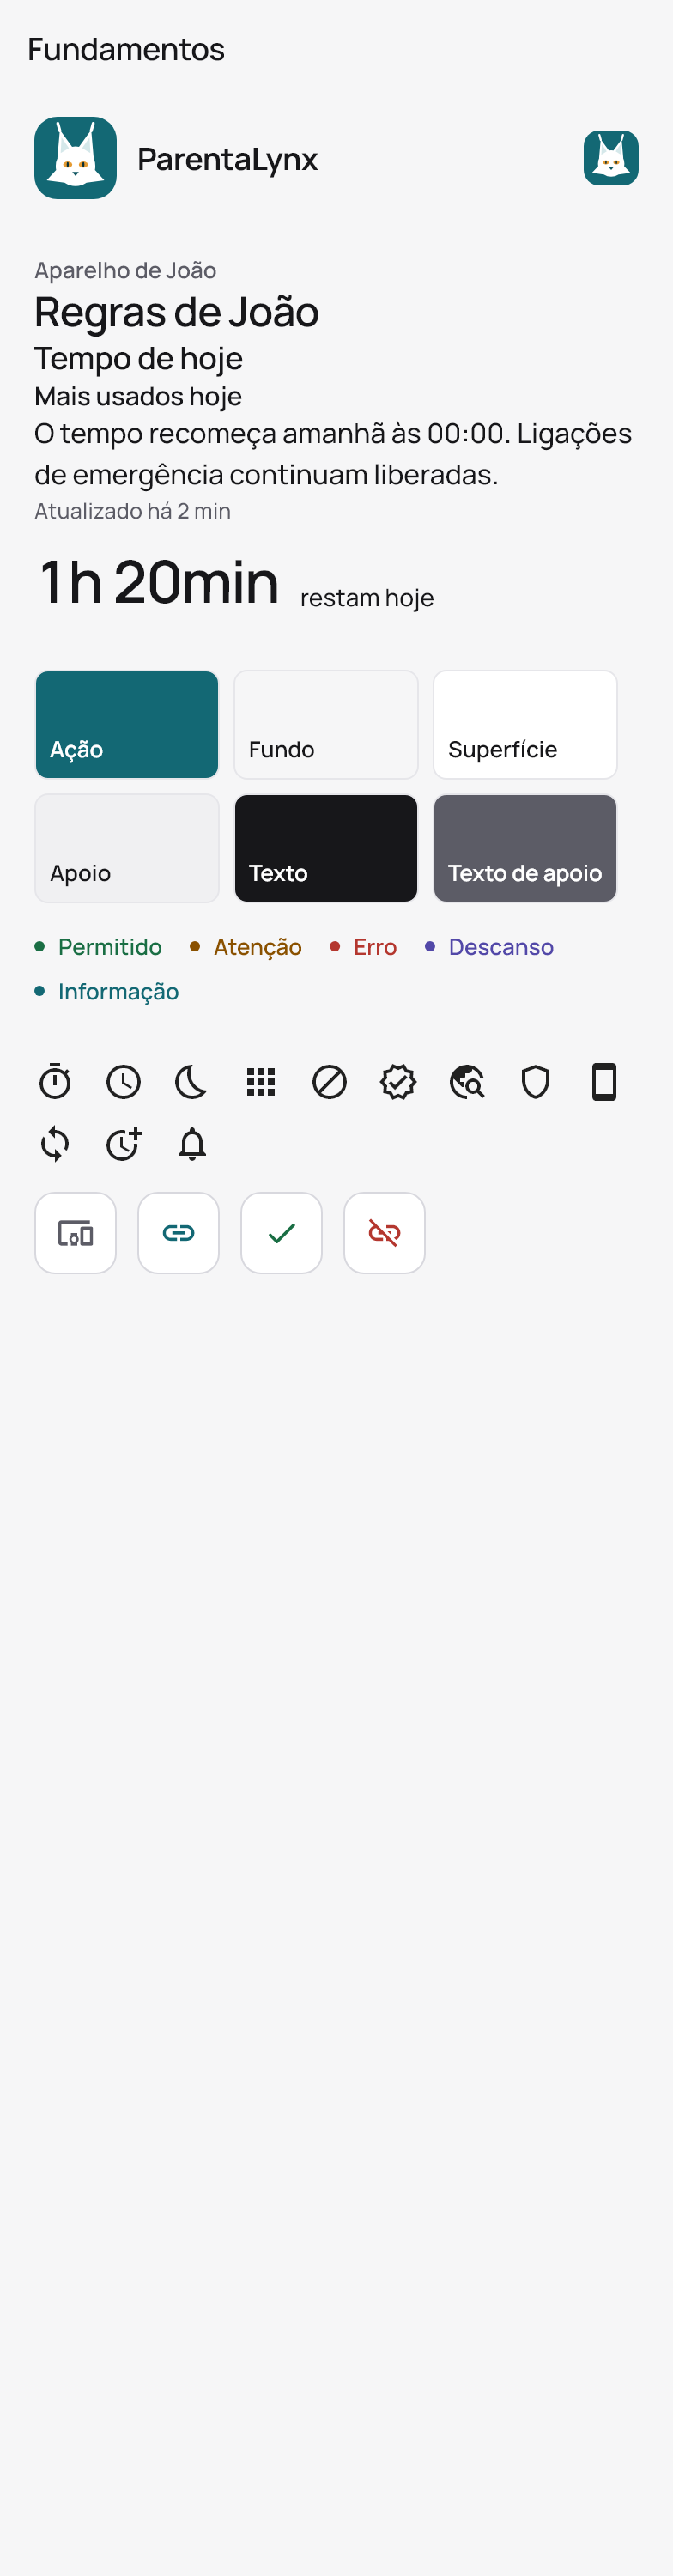 Fundamentos
ParentaLynx
Aparelho de João
Regras de João
Tempo de hoje
Mais usados hoje
O tempo recomeça amanhã às 00:00. Ligações
de emergência continuam liberadas.
Atualizado há 2 min
1h 20min restam hoje
Ação Fundo Superfície
Apoio Texto Texto de apoio
Permitido Atenção Erro Descanso
Informação